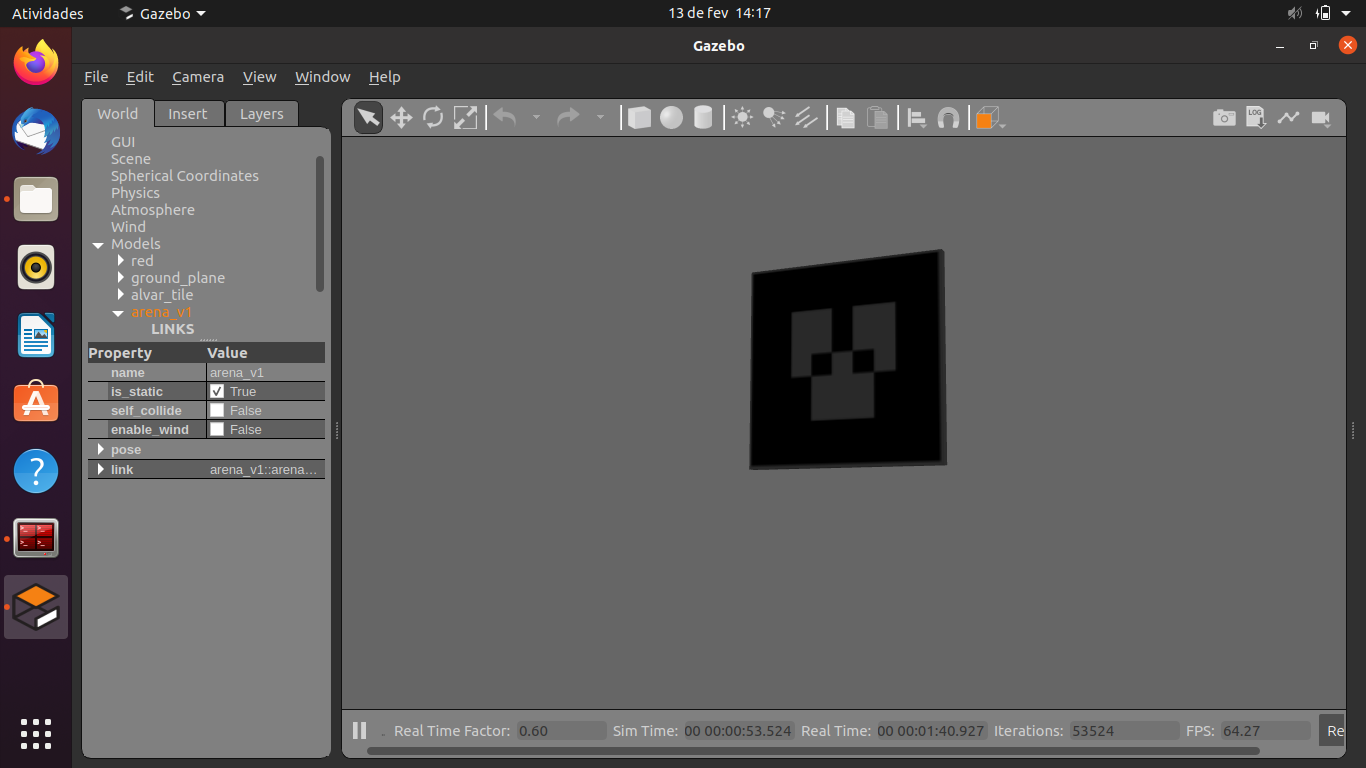 Atividades Gazebo 13 de fev 14:17
Gazebo
File Edit Camera View Window Help
World Insert Layers
GUI
Scene
Spherical Coordinates
Physics
Atmosphere
Wind
Models
red
ground_plane
alvar_tile
arena_v1
LINKS
Property Value
name arena_v1
is_static True
self_collide False
enable_wind False
pose
link arena_v1::arena...
LOG
Real Time Factor: 0.60 Sim Time: 00 00:00:53.524 Real Time: 00 00:01:40.927 Iterations: 53524 FPS: 64.27 Re